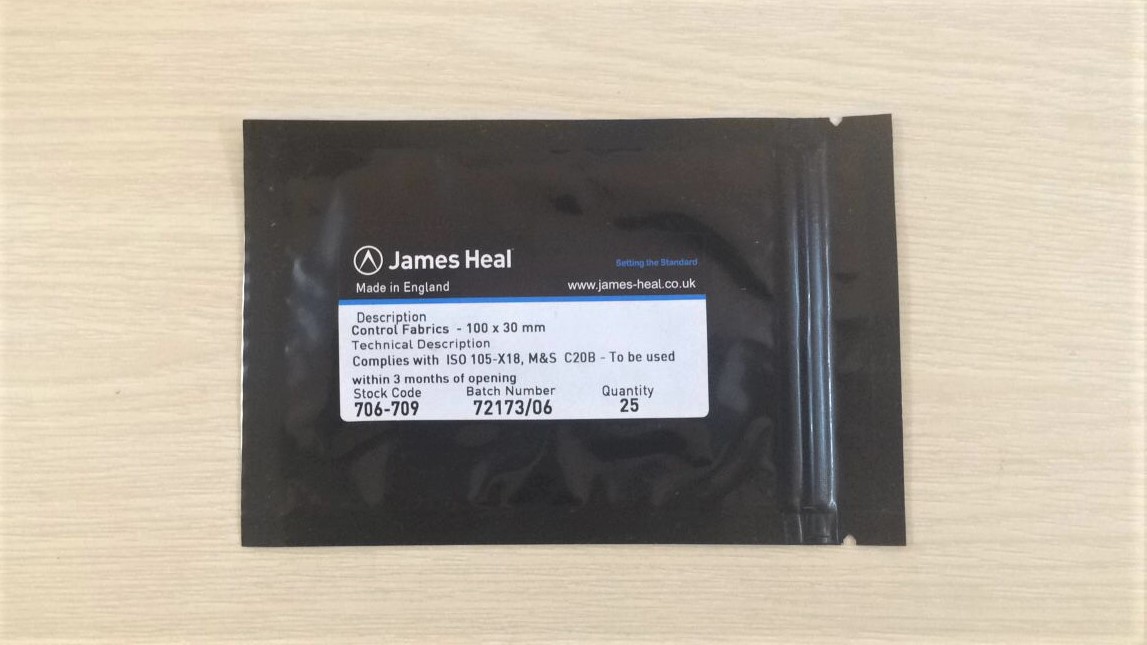 James Heal
Setting the Standard
Made in England
www.james-heal.co.uk
Description
Control Fabrics - 100 x 30 mm
Technical Description
Complies with ISO 105-X18, M&S C20B - To be used
within 3 months of opening
Stock Code Batch Number Quantity
706-709 72173/06 25